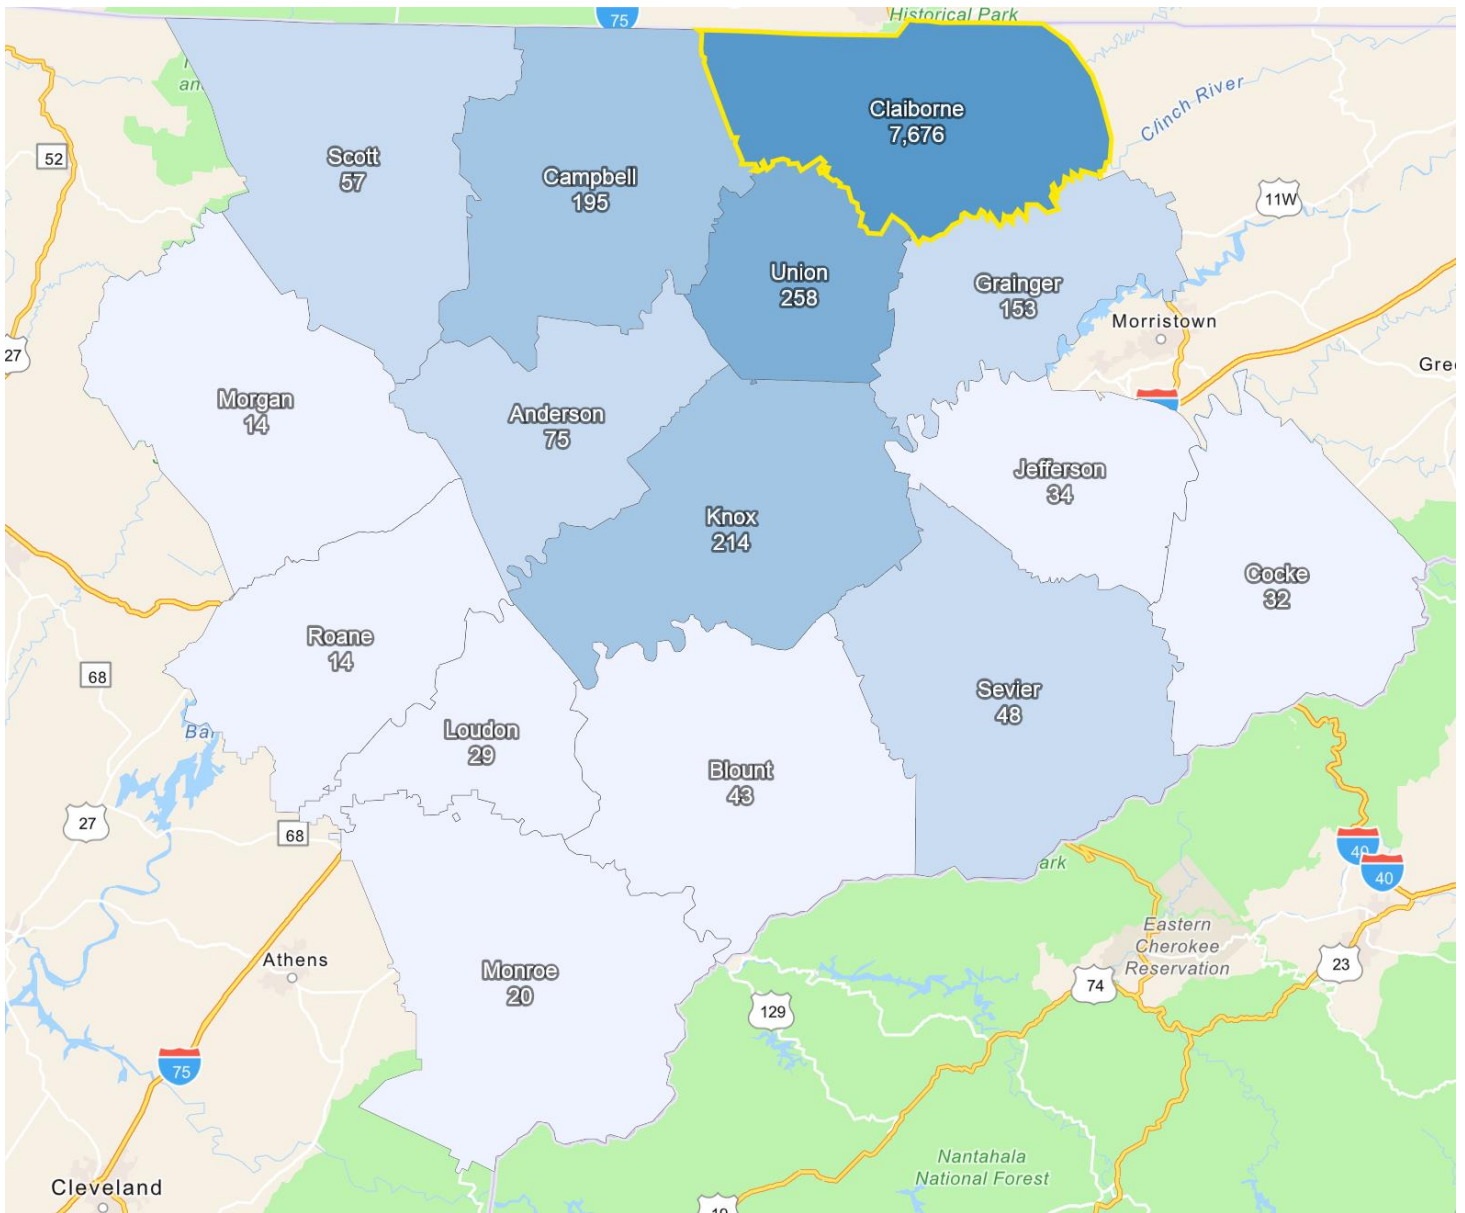 75
Historical Park
Clinch River
Claiborne
7,676
52
Scott
57
Campbell
195
11W
Union
258
Grainger
153
Morristown
27
Morgan
14
Anderson
75
Jefferson
34
Knox
214
Cocke
32
Roane
14
68
Sevier
48
Loudon
29
Blount
43
27
68
40
40
ark
Eastern
Cherokee
Reservation
Athens
Monroe
20
74
23
129
75
Nantahala
National Forest
Cleveland